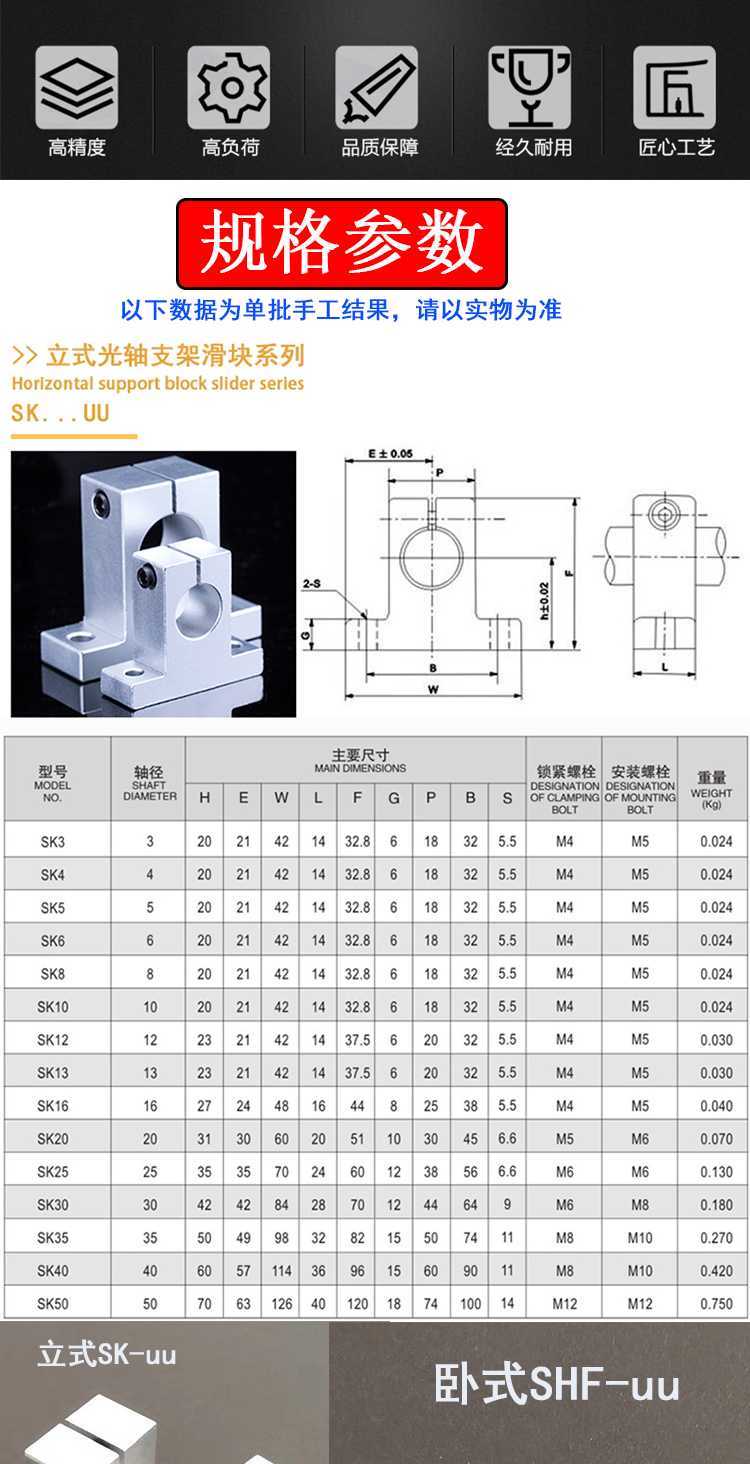 高精度
高负荷
品质保障
经久耐用
匠心工艺
规格参数
以下数据为单批手工结果，请以实物为准
>> 立式光轴支架滑块系列
Horizontal support block slider series
SK...UU
E±0.05
P
2-S
G
B
W
h±0.02
F
L
型号 MODEL NO.
轴径 SHAFT DIAMETER
主要尺寸 MAIN DIMENSIONS
锁紧螺栓 DESIGNATION OF CLAMPING BOLT
安装螺栓 DESIGNATION OF MOUNTING BOLT
重量 WEIGHT (Kg)
H E W L F G P B S
SK3 3 20 21 42 14 32.8 6 18 32 5.5 M4 M5 0.024
SK4 4 20 21 42 14 32.8 6 18 32 5.5 M4 M5 0.024
SK5 5 20 21 42 14 32.8 6 18 32 5.5 M4 M5 0.024
SK6 6 20 21 42 14 32.8 6 18 32 5.5 M4 M5 0.024
SK8 8 20 21 42 14 32.8 6 18 32 5.5 M4 M5 0.024
SK10 10 20 21 42 14 32.8 6 18 32 5.5 M4 M5 0.024
SK12 12 23 21 42 14 37.5 6 20 32 5.5 M4 M5 0.030
SK13 13 23 21 42 14 37.5 6 20 32 5.5 M4 M5 0.030
SK16 16 27 24 48 16 44 8 25 38 5.5 M4 M5 0.040
SK20 20 31 30 60 20 51 10 30 45 6.6 M5 M6 0.070
SK25 25 35 35 70 24 60 12 38 56 6.6 M6 M6 0.130
SK30 30 42 42 84 28 70 12 44 64 9 M6 M8 0.180
SK35 35 50 49 98 32 82 15 50 74 11 M8 M10 0.270
SK40 40 60 57 114 36 96 15 60 90 11 M8 M10 0.420
SK50 50 70 63 126 40 120 18 74 100 14 M12 M12 0.750
立式SK-uu
卧式SHF-uu